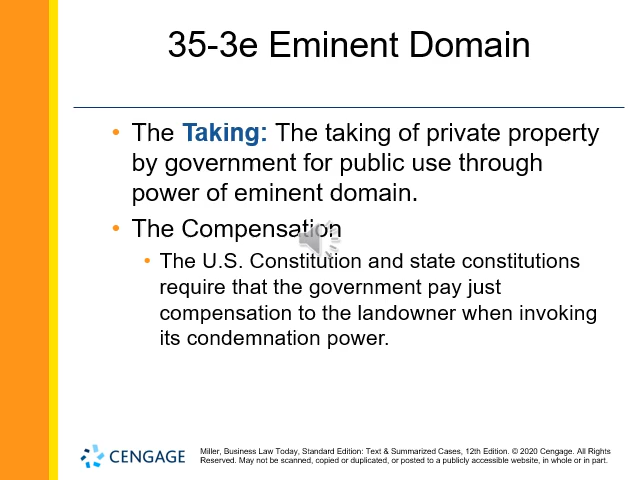 35-3e Eminent Domain
• The Taking: The taking of private property
by government for public use through
power of eminent domain.
• The Compensation
• The U.S. Constitution and state constitutions
require that the government pay just
compensation to the landowner when invoking
its condemnation power.
CENGAGE
Miller, Business Law Today, Standard Edition: Text & Summarized Cases, 12th Edition. © 2020 Cengage. All Rights
Reserved. May not be scanned, copied or duplicated, or posted to a publicly accessible website, in whole or in part.